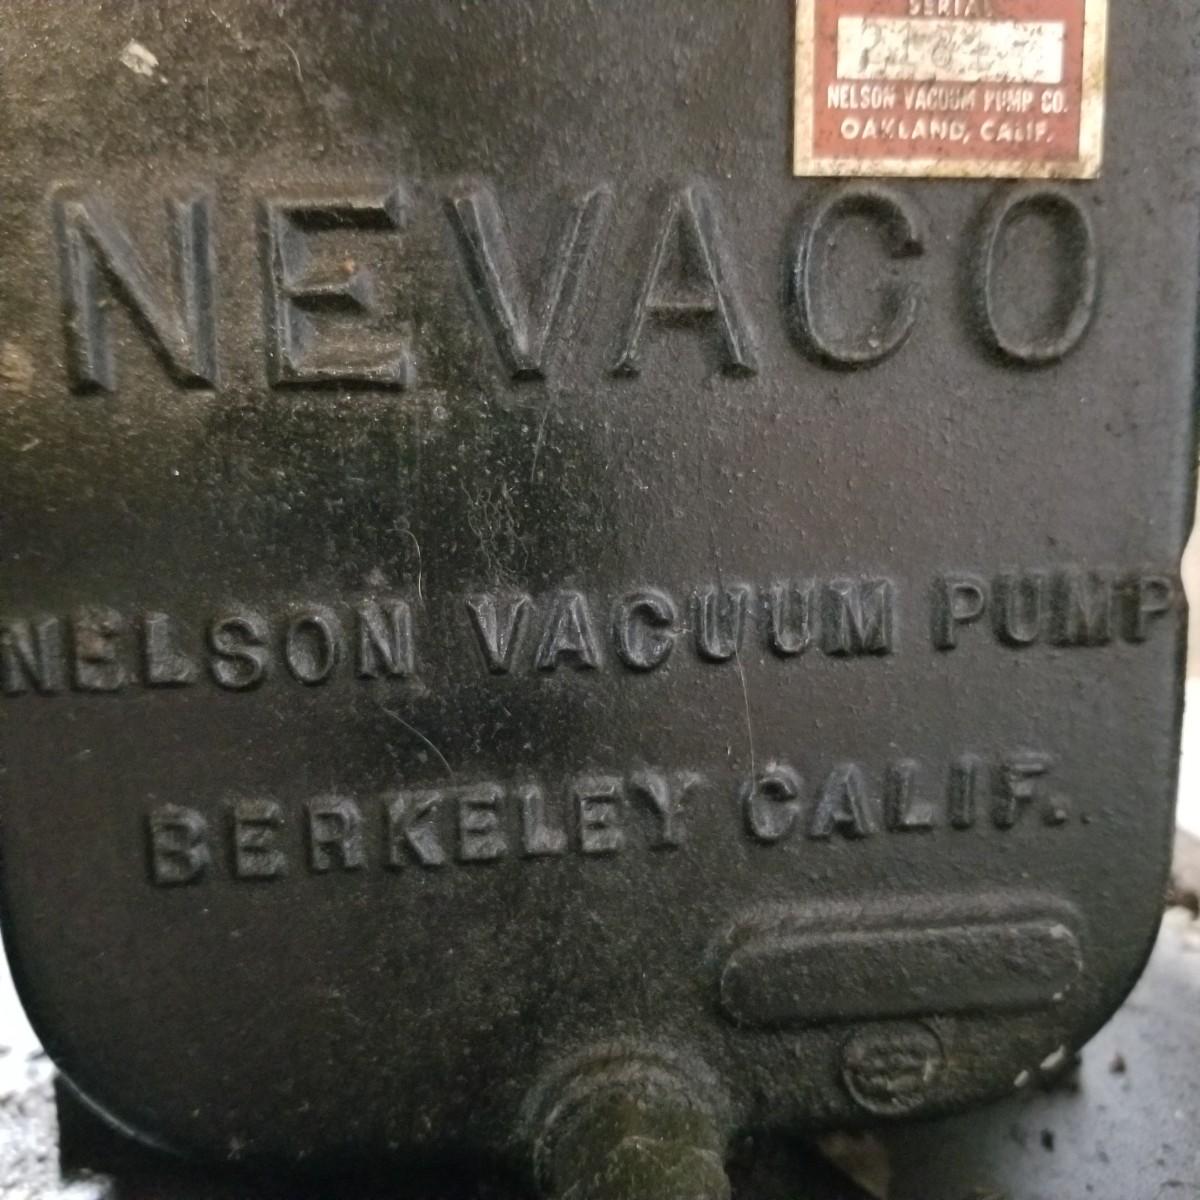 SERIAL
NELSON VACUUM PUMP CO.
OAKLAND, CALIF.
NEVACO
NELSON VACUUM PUMP
BERKELEY CALIF.